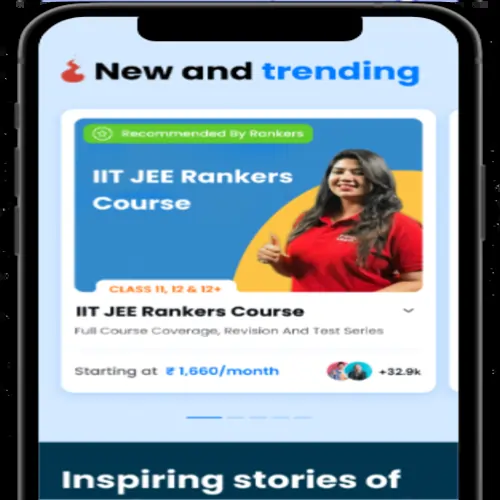 New and trending
Recommended By Rankers
IIT JEE Rankers
Course
CLASS 11, 12 & 12+
IIT JEE Rankers Course
Full Course Coverage, Revision And Test Series
Starting at ₹ 1,660/month
+32.9k
Inspiring stories of